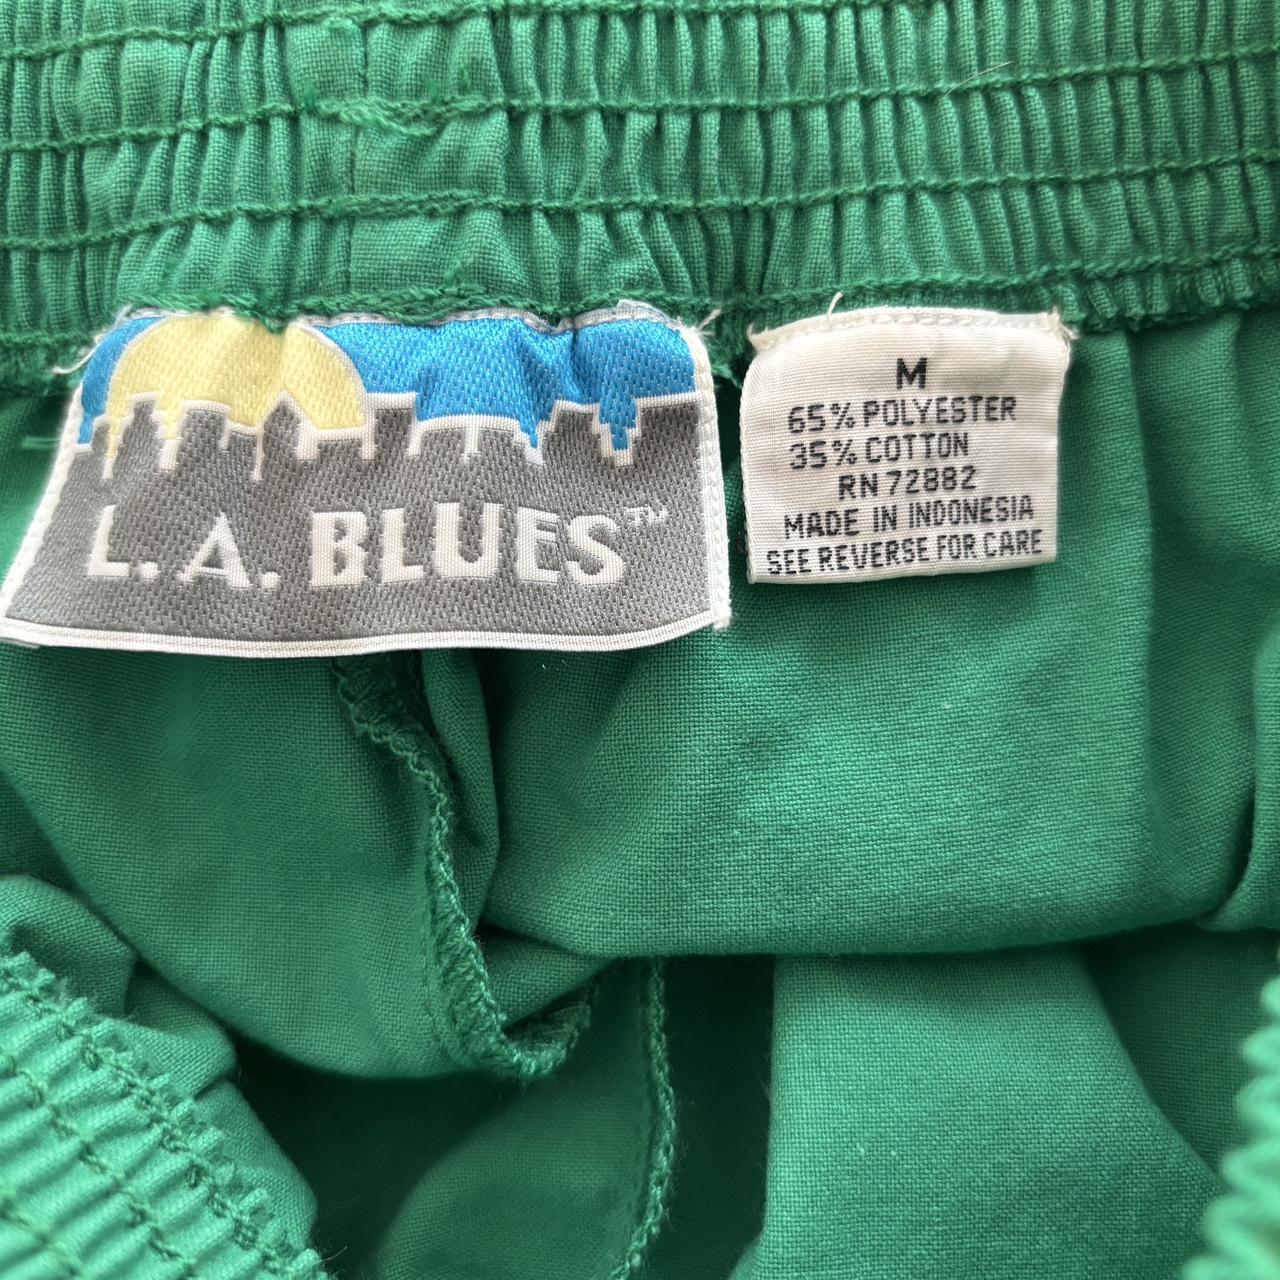 L.A. BLUES™
M
65% POLYESTER
35% COTTON
RN 72882
MADE IN INDONESIA
SEE REVERSE FOR CARE